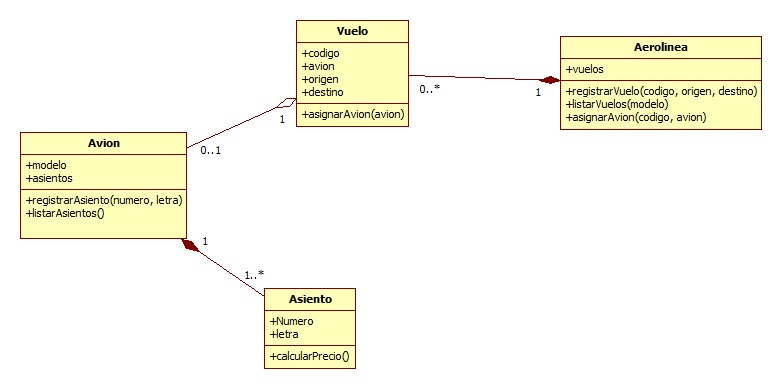 Vuelo
+codigo
+avion
+origen
+destino
+asignarAvion(avion)
Aerolinea
+vuelos
+registrarVuelo(codigo, origen, destino)
+listarVuelos(modelo)
+asignarAvion(codigo, avion)
0..*
1
1
0..1
Avion
+modelo
+asientos
+registrarAsiento(numero, letra)
+listarAsientos()
1
1..*
Asiento
+Numero
+letra
+calcularPrecio()